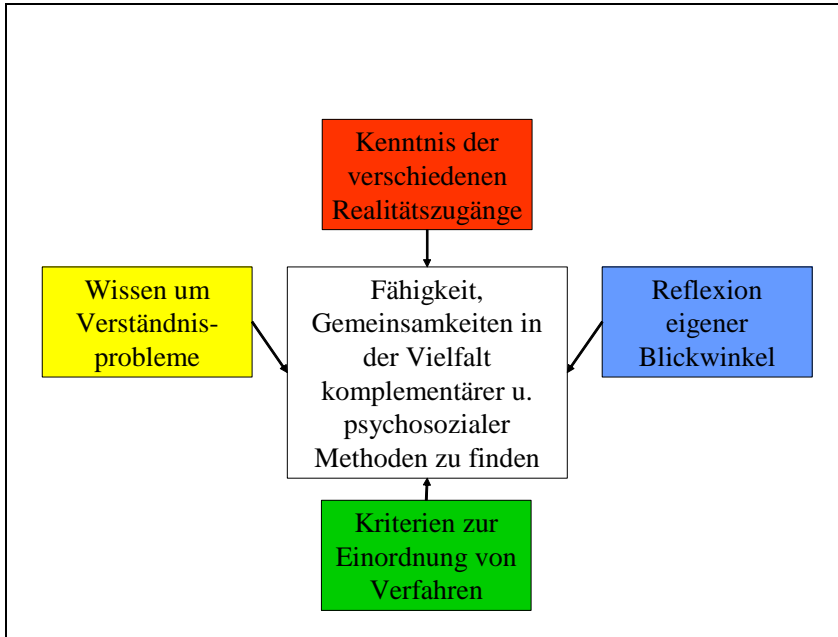 Kenntnis der
verschiedenen
Realitätszugänge
Wissen um
Verständnis-
probleme
Fähigkeit,
Gemeinsamkeiten in
der Vielfalt
komplementärer u.
psychosozialer
Methoden zu finden
Reflexion
eigener
Blickwinkel
Kriterien zur
Einordnung von
Verfahren